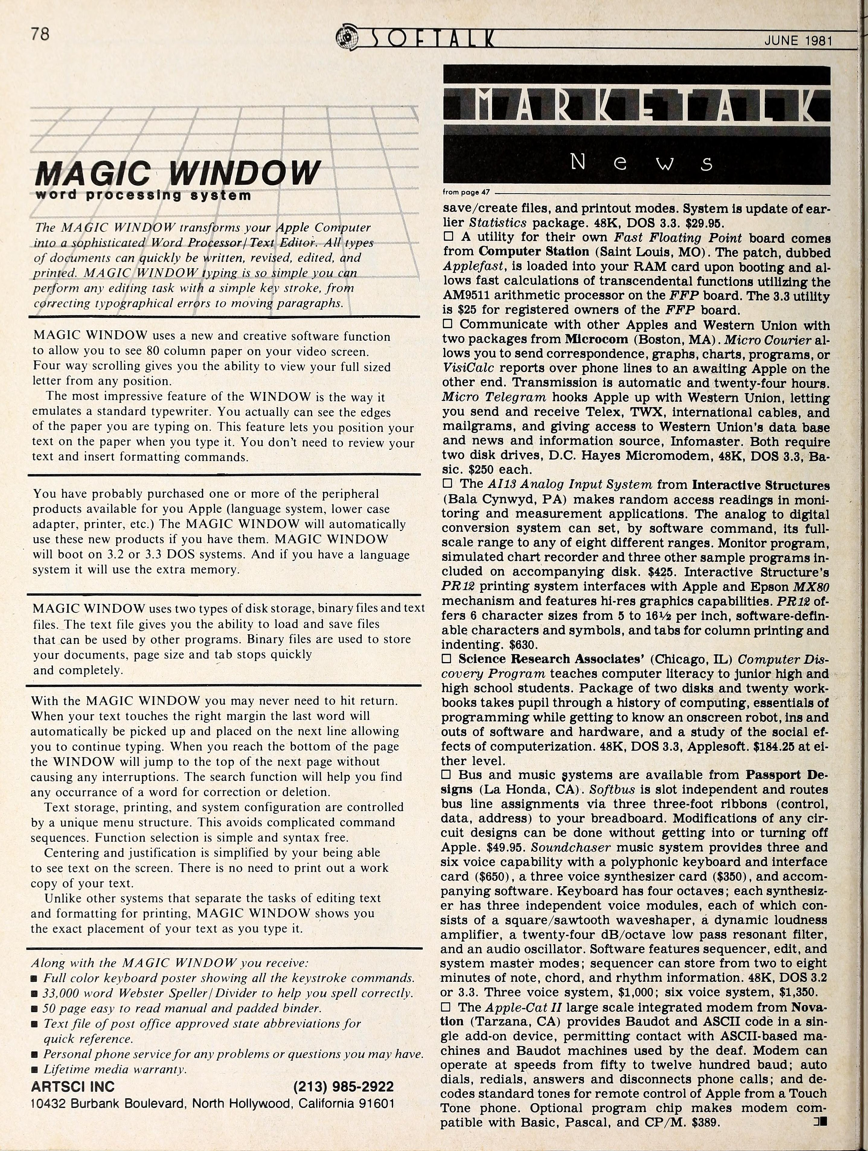 78
SOFTALK
JUNE 1981
MAGIC WINDOW
word processing system
The MAGIC WINDOW transforms your Apple Computer
into a sophisticated Word Processor/Text Editor. All types
of documents can quickly be written, revised, edited, and
printed. MAGIC WINDOW typing is so simple you can
perform any editing task with a simple key stroke, from
correcting typographical errors to moving paragraphs.
MAGIC WINDOW uses a new and creative software function
to allow you to see 80 column paper on your video screen.
Four way scrolling gives you the ability to view your full sized
letter from any position.
The most impressive feature of the WINDOW is the way it
emulates a standard typewriter. You actually can see the edges
of the paper you are typing on. This feature lets you position your
text on the paper when you type it. You don't need to review your
text and insert formatting commands.
You have probably purchased one or more of the peripheral
products available for you Apple (language system, lower case
adapter, printer, etc.) The MAGIC WINDOW will automatically
use these new products if you have them. MAGIC WINDOW
will boot on 3.2 or 3.3 DOS systems. And if you have a language
system it will use the extra memory.
MAGIC WINDOW uses two types of disk storage, binary files and text
files. The text file gives you the ability to load and save files
that can be used by other programs. Binary files are used to store
your documents, page size and tab stops quickly
and completely.
With the MAGIC WINDOW you may never need to hit return.
When your text touches the right margin the last word will
automatically be picked up and placed on the next line allowing
you to continue typing. When you reach the bottom of the page
the WINDOW will jump to the top of the next page without
causing any interruptions. The search function will help you find
any occurrance of a word for correction or deletion.
Text storage, printing, and system configuration are controlled
by a unique menu structure. This avoids complicated command
sequences. Function selection is simple and syntax free.
Centering and justification is simplified by your being able
to see text on the screen. There is no need to print out a work
copy of your text.
Unlike other systems that separate the tasks of editing text
and formatting for printing, MAGIC WINDOW shows you
the exact placement of your text as you type it.
Along with the MAGIC WINDOW you receive:
■ Full color keyboard poster showing all the keystroke commands.
■ 33,000 word Webster Speller/Divider to help you spell correctly.
■ 50 page easy to read manual and padded binder.
■ Text file of post office approved state abbreviations for
quick reference.
■ Personal phone service for any problems or questions you may have.
■ Lifetime media warranty.
ARTSCI INC (213) 985-2922
10432 Burbank Boulevard, North Hollywood, California 91601
MARKETALK
News
from page 47
save/create files, and printout modes. System is update of ear-
lier Statistics package. 48K, DOS 3.3. $29.95.
□ A utility for their own Fast Floating Point board comes
from Computer Station (Saint Louis, MO). The patch, dubbed
Applefast, is loaded into your RAM card upon booting and al-
lows fast calculations of transcendental functions utilizing the
AM9511 arithmetic processor on the FFP board. The 3.3 utility
is $25 for registered owners of the FFP board.
□ Communicate with other Apples and Western Union with
two packages from Microcom (Boston, MA). Micro Courier al-
lows you to send correspondence, graphs, charts, programs, or
VisiCalc reports over phone lines to an awaiting Apple on the
other end. Transmission is automatic and twenty-four hours.
Micro Telegram hooks Apple up with Western Union, letting
you send and receive Telex, TWX, international cables, and
mailgrams, and giving access to Western Union's data base
and news and information source, Infomaster. Both require
two disk drives, D.C. Hayes Micromodem, 48K, DOS 3.3, Ba-
sic. $250 each.
□ The AI13 Analog Input System from Interactive Structures
(Bala Cynwyd, PA) makes random access readings in moni-
toring and measurement applications. The analog to digital
conversion system can set, by software command, its full-
scale range to any of eight different ranges. Monitor program,
simulated chart recorder and three other sample programs in-
cluded on accompanying disk. $425. Interactive Structure's
PR12 printing system interfaces with Apple and Epson MX80
mechanism and features hi-res graphics capabilities. PR12 of-
fers 6 character sizes from 5 to 16½ per inch, software-defin-
able characters and symbols, and tabs for column printing and
indenting. $630.
□ Science Research Associates' (Chicago, IL) Computer Dis-
covery Program teaches computer literacy to junior high and
high school students. Package of two disks and twenty work-
books takes pupil through a history of computing, essentials of
programming while getting to know an onscreen robot, ins and
outs of software and hardware, and a study of the social ef-
fects of computerization. 48K, DOS 3.3, Applesoft. $184.25 at ei-
ther level.
□ Bus and music systems are available from Passport De-
signs (La Honda, CA). Softbus is slot independent and routes
bus line assignments via three three-foot ribbons (control,
data, address) to your breadboard. Modifications of any cir-
cuit designs can be done without getting into or turning off
Apple. $49.95. Soundchaser music system provides three and
six voice capability with a polyphonic keyboard and interface
card ($650), a three voice synthesizer card ($350), and accom-
panying software. Keyboard has four octaves; each synthesiz-
er has three independent voice modules, each of which con-
sists of a square/sawtooth waveshaper, a dynamic loudness
amplifier, a twenty-four dB/octave low pass resonant filter,
and an audio oscillator. Software features sequencer, edit, and
system master modes; sequencer can store from two to eight
minutes of note, chord, and rhythm information. 48K, DOS 3.2
or 3.3. Three voice system, $1,000; six voice system, $1,350.
□ The Apple-Cat II large scale integrated modem from Nova-
tion (Tarzana, CA) provides Baudot and ASCII code in a sin-
gle add-on device, permitting contact with ASCII-based ma-
chines and Baudot machines used by the deaf. Modem can
operate at speeds from fifty to twelve hundred baud; auto
dials, redials, answers and disconnects phone calls; and de-
codes standard tones for remote control of Apple from a Touch
Tone phone. Optional program chip makes modem com-
patible with Basic, Pascal, and CP/M. $389.